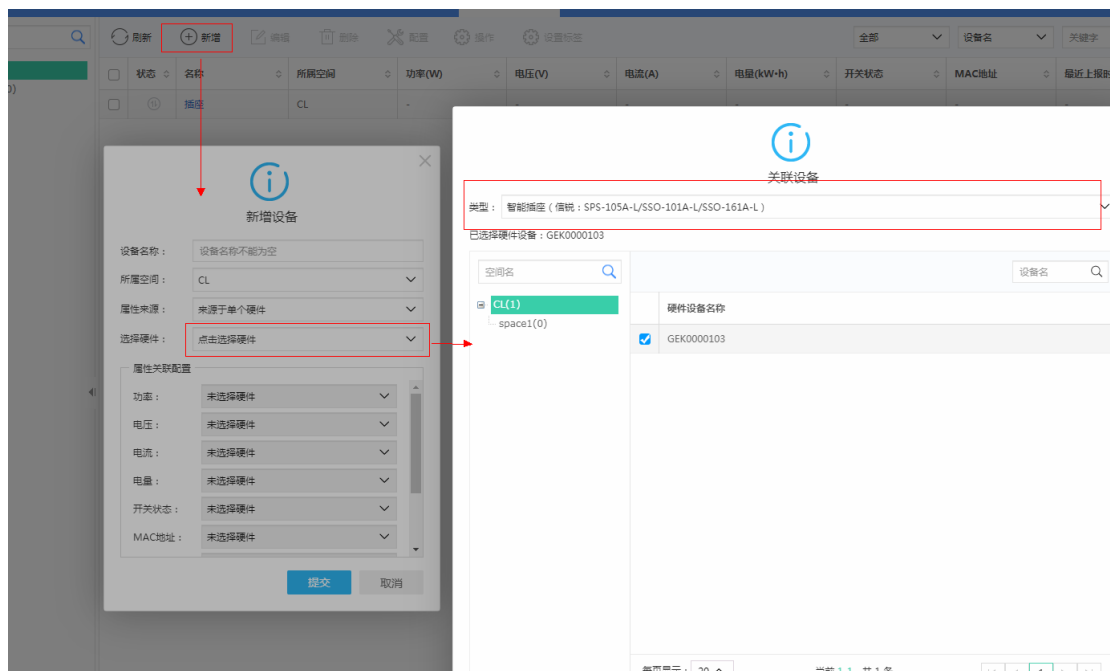 刷新 新增 编辑 删除 配置 操作 设置标签 全部 设备名 关键字
状态 名称 所属空间 功率(W) 电压(V) 电流(A) 电量(kW·h) 开关状态 MAC地址 最近上报时
0)
插座 CL - - - - - - -
新增设备
设备名称： 设备名称不能为空
所属空间： CL
属性来源： 来源于单个硬件
选择硬件： 点击选择硬件
属性关联配置
功率： 未选择硬件
电压： 未选择硬件
电流： 未选择硬件
电量： 未选择硬件
开关状态： 未选择硬件
MAC地址： 未选择硬件
提交 取消
关联设备
类型： 智能插座（信锐：SPS-105A-L/SSO-101A-L/SSO-161A-L）
已选择硬件设备：GEK0000103
空间名 设备名
CL(1)
space1(0)
硬件设备名称
GEK0000103
每页显示： 20 当前 1-1 共 1 条 1